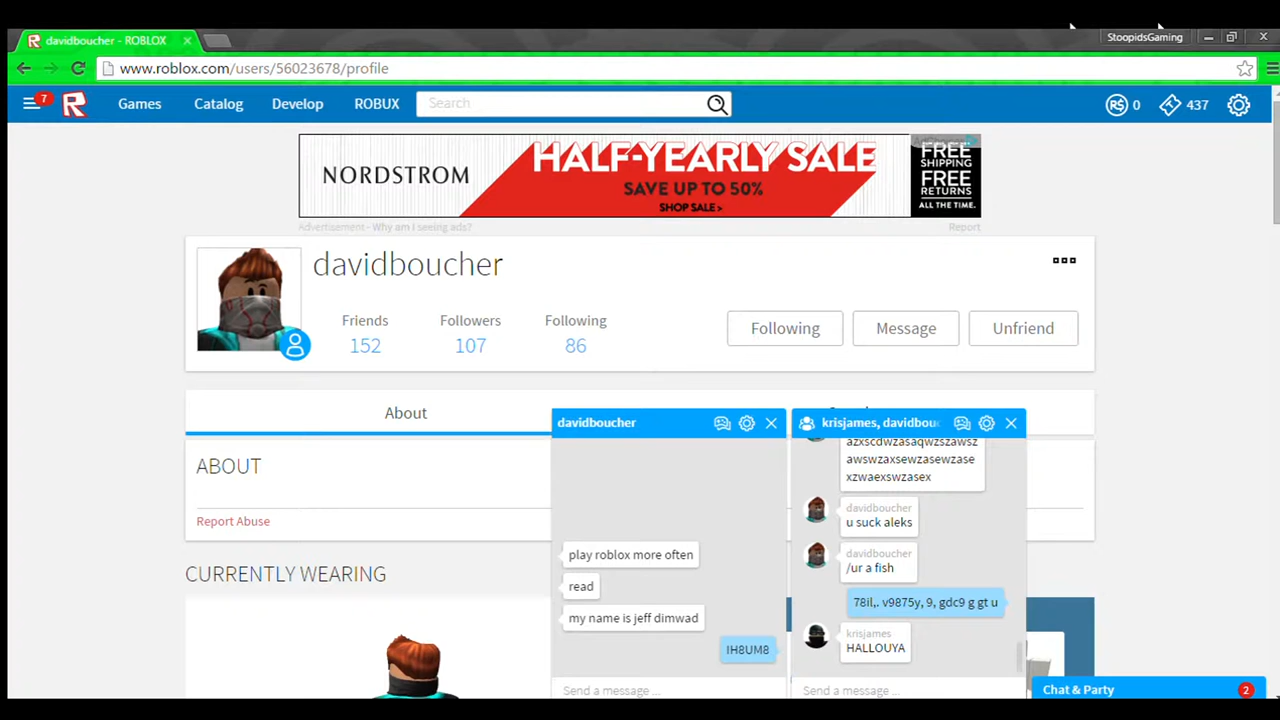 davidboucher - ROBLOX
StoopidsGaming
www.roblox.com/users/56023678/profile
7
R
Games
Catalog
Develop
ROBUX
Search
R$ 0
437
NORDSTROM
HALF-YEARLY SALE
SAVE UP TO 50%
SHOP SALE >
FREE
SHIPPING
FREE
RETURNS
ALL THE TIME.
Advertisement - Why am I seeing ads?
Report
davidboucher
Friends
Followers
Following
152
107
86
Following
Message
Unfriend
About
ABOUT
Report Abuse
CURRENTLY WEARING
davidboucher
play roblox more often
read
my name is jeff dimwad
IH8UM8
Send a message ...
krisjames, davidbouc
azxscdwzasaqwzszawsz
awswzaxsewzasewzase
xzwaexswzasex
davidboucher
u suck aleks
davidboucher
/ur a fish
78il,. v9875y, 9, gdc9 g gt u
krisjames
HALLOUYA
Send a message ...
Chat & Party
2